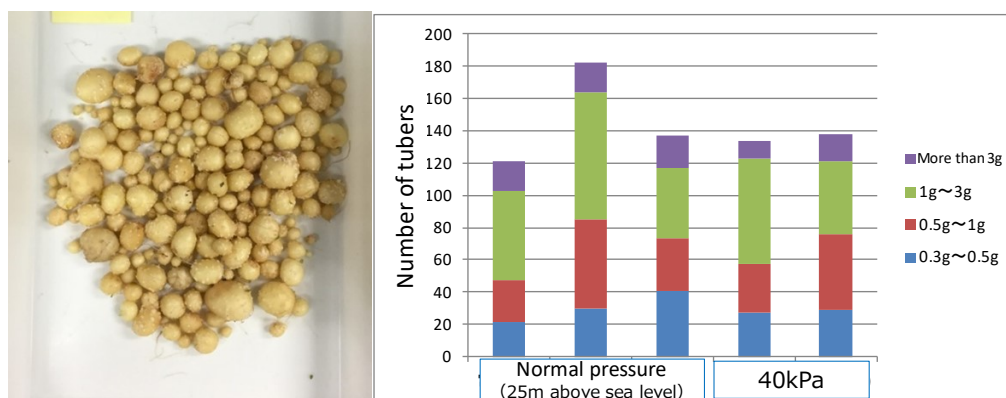 Number of tubers
200
180
160
140
120
100
80
60
40
20
0
Normal pressure
(25m above sea level)
40kPa
More than 3g
1g～3g
0.5g～1g
0.3g～0.5g